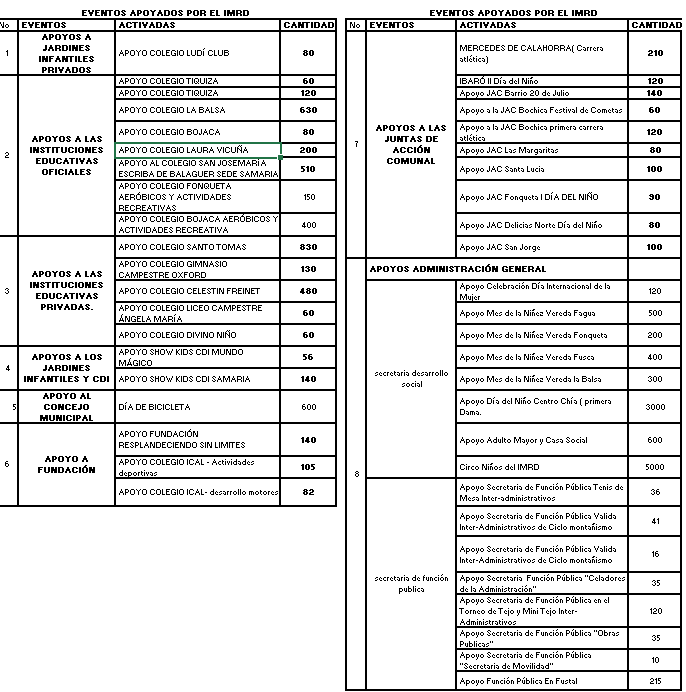 EVENTOS APOYADOS POR EL IMRD
No EVENTOS ACTIVADAS CANTIDAD
1 APOYOS A JARDINES INFANTILES PRIVADOS
APOYO COLEGIO LUDÍ CLUB 80
2 APOYOS A LAS INSTITUCIONES EDUCATIVAS OFICIALES
APOYO COLEGIO TIQUIZA 60
APOYO COLEGIO TIQUIZA 120
APOYO COLEGIO LA BALSA 630
APOYO COLEGIO BOJACA 80
APOYO COLEGIO LAURA VICUÑA 200
APOYO AL COLEGIO SAN JOSEMARIA
ESCRIBA DE BALAGUER SEDE SAMARIA 510
APOYO COLEGIO FONQUETA
AERÓBICOS Y ACTIVIDADES
RECREATIVAS 150
APOYO COLEGIO BOJACA AERÓBICOS Y
ACTIVIDADES RECREATIVA 400
3 APOYOS A LAS INSTITUCIONES EDUCATIVAS PRIVADAS.
APOYO COLEGIO SANTO TOMAS 830
APOYO COLEGIO GIMNASIO
CAMPESTRE OXFORD 130
APOYO COLEGIO CELESTIN FREINET 480
APOYO COLEGIO LICEO CAMPESTRE
ÁNGELA MARÍA 60
APOYO COLEGIO DIVINO NIÑO 60
4 APOYOS A LOS JARDINES INFANTILES Y CDI
APOYO SHOW KIDS CDI MUNDO
MÁGICO 56
APOYO SHOW KIDS CDI SAMARIA 140
5 APOYO AL CONCEJO MUNICIPAL
DÍA DE BICICLETA 600
6 APOYO A FUNDACIÓN
APOYO FUNDACIÓN
RESPLANDECIENDO SIN LIMITES 140
APOYO COLEGIO ICAL - Actividades
deportivas 105
APOYO COLEGIO ICAL- desarrollo motores 82
EVENTOS APOYADOS POR EL IMRD
No EVENTOS ACTIVADAS CANTIDAD
7 APOYOS A LAS JUNTAS DE ACCIÓN COMUNAL
MERCEDES DE CALAHORRA( Carrera
atlética) 210
IBARÓ II Día del Niño 120
Apoyo JAC Barrio 20 de Julio 140
Apoyo a la JAC Bochica Festival de Cometas 60
Apoyo a la JAC Bochica primera carrera
atlética 120
Apoyo JAC Las Margaritas 80
Apoyo JAC Santa Lucia 100
Apoyo JAC Fonqueta I DÍA DEL NIÑO 90
Apoyo JAC Delicias Norte Día del Niño 80
Apoyo JAC San Jorge 100
8 APOYOS ADMINISTRACIÓN GENERAL
secretaria desarrollo social
Apoyo Celebración Día Internacional de la
Mujer 120
Apoyo Mes de la Niñez Vereda Fagua 500
Apoyo Mes de la Niñez Vereda Fonqueta 200
Apoyo Mes de la Niñez Vereda Fusca 400
Apoyo Mes de la Niñez Vereda la Balsa 300
Apoyo Día del Niño Centro Chía ( primera
Dama. 3000
Apoyo Adulto Mayor y Casa Social 600
Circo Niños del IMRD 5000
secretaria de función publica
Apoyo Secretaria de Función Pública Tenis de
Mesa Inter-administrativos 36
Apoyo Secretaria de Función Pública Valida
Inter-Administrativos de Ciclo montañismo 41
Apoyo Secretaria de Función Pública Valida
Inter-Administrativos de Ciclo montañismo 16
Apoyo Secretaria Función Pública "Celadores
de la Administración" 35
Apoyo Secretaria de Función Pública en el
Torneo de Tejo y Mini Tejo Inter-
Administrativos 120
Apoyo Secretaria de Función Pública "Obras
Publicas" 35
Apoyo Secretaria de Función Pública
"Secretaria de Movilidad" 10
Apoyo Función Pública En Fustal 215